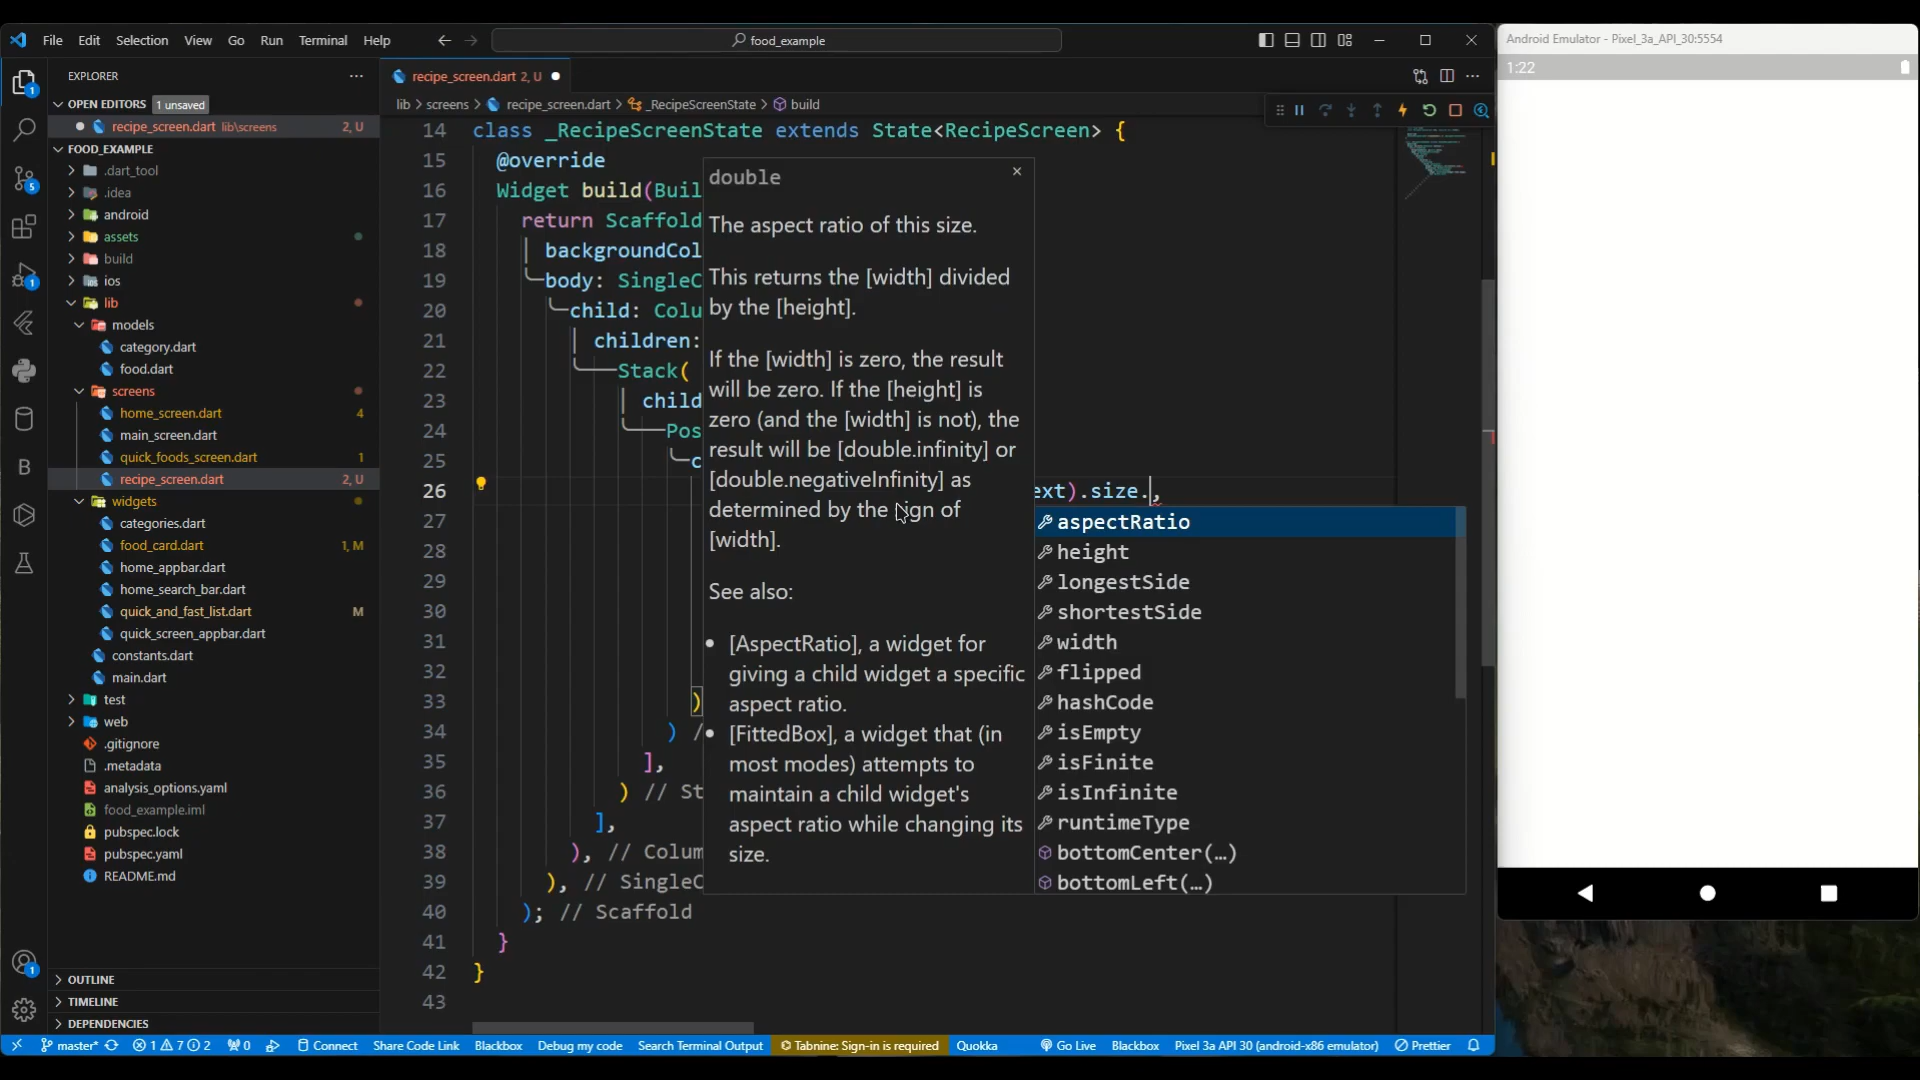 File Edit Selection View Go Run Terminal Help
food_example
Android Emulator - Pixel_3a_API_30:5554
1:22
EXPLORER
OPEN EDITORS 1 unsaved
recipe_screen.dart lib\screens 2, U
FOOD_EXAMPLE
.dart_tool
.idea
android
assets
build
ios
lib
models
category.dart
food.dart
screens
home_screen.dart 4
main_screen.dart
quick_foods_screen.dart 1
recipe_screen.dart 2, U
widgets
categories.dart
food_card.dart 1, M
home_appbar.dart
home_search_bar.dart
quick_and_fast_list.dart M
quick_screen_appbar.dart
constants.dart
main.dart
test
web
.gitignore
.metadata
analysis_options.yaml
food_example.iml
pubspec.lock
pubspec.yaml
README.md
OUTLINE
TIMELINE
DEPENDENCIES
1
5
1
B
1
recipe_screen.dart 2, U
lib > screens > recipe_screen.dart > _RecipeScreenState > build
14 class _RecipeScreenState extends State<RecipeScreen> {
15 @override
16 Widget build(Buil
17 return Scaffold
18 backgroundCol
19 body: SingleC
20 child: Colu
21 children:
22 Stack(
23 child
24 Pos
25 c
26 ext).size.,
27
28
29
30
31
32
33 )
34 ) /
35 ],
36 ) // St
37 ],
38 ), // Colum
39 ), // SingleC
40 ); // Scaffold
41 }
42 }
43
double
The aspect ratio of this size.
This returns the [width] divided
by the [height].
If the [width] is zero, the result
will be zero. If the [height] is
zero (and the [width] is not), the
result will be [double.infinity] or
[double.negativeInfinity] as
determined by the sign of
[width].
See also:
[AspectRatio], a widget for
giving a child widget a specific
aspect ratio.
[FittedBox], a widget that (in
most modes) attempts to
maintain a child widget's
aspect ratio while changing its
size.
aspectRatio
height
longestSide
shortestSide
width
flipped
hashCode
isEmpty
isFinite
isInfinite
runtimeType
bottomCenter(…)
bottomLeft(…)
master* 1 7 2 0 Connect Share Code Link Blackbox Debug my code Search Terminal Output Tabnine: Sign-in is required Quokka Go Live Blackbox Pixel 3a API 30 (android-x86 emulator) Prettier